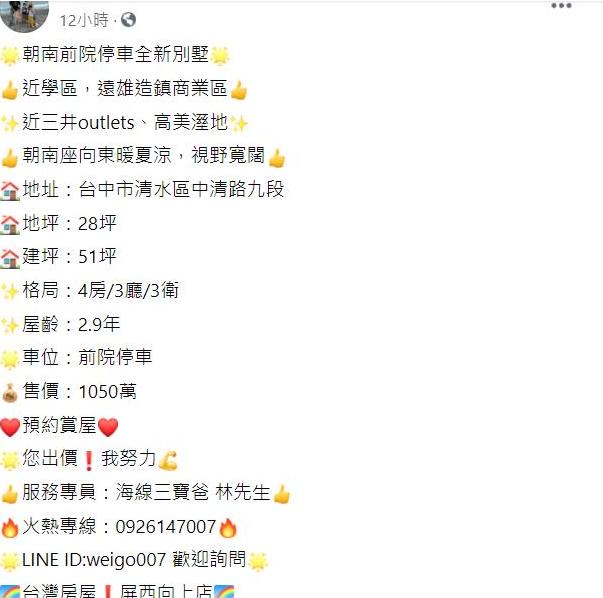 12小時 ·
🌟朝南前院停車全新別墅🌟
👍近學區，遠雄造鎮商業區👍
✨近三井outlets、高美溼地✨
👍朝南座向東暖夏涼，視野寬闊👍
🏠地址：台中市清水區中清路九段
🏠地坪：28坪
🏠建坪：51坪
✨格局：4房/3廳/3衛
✨屋齡：2.9年
🌟車位：前院停車
💰售價：1050萬
❤️預約賞屋❤️
🌟您出價❗我努力💪
👍服務專員：海線三寶爸 林先生👍
🔥火熱專線：0926147007🔥
🌟LINE ID:weigo007 歡迎詢問🌟
🌈台灣房屋❗屏西向上店🌈